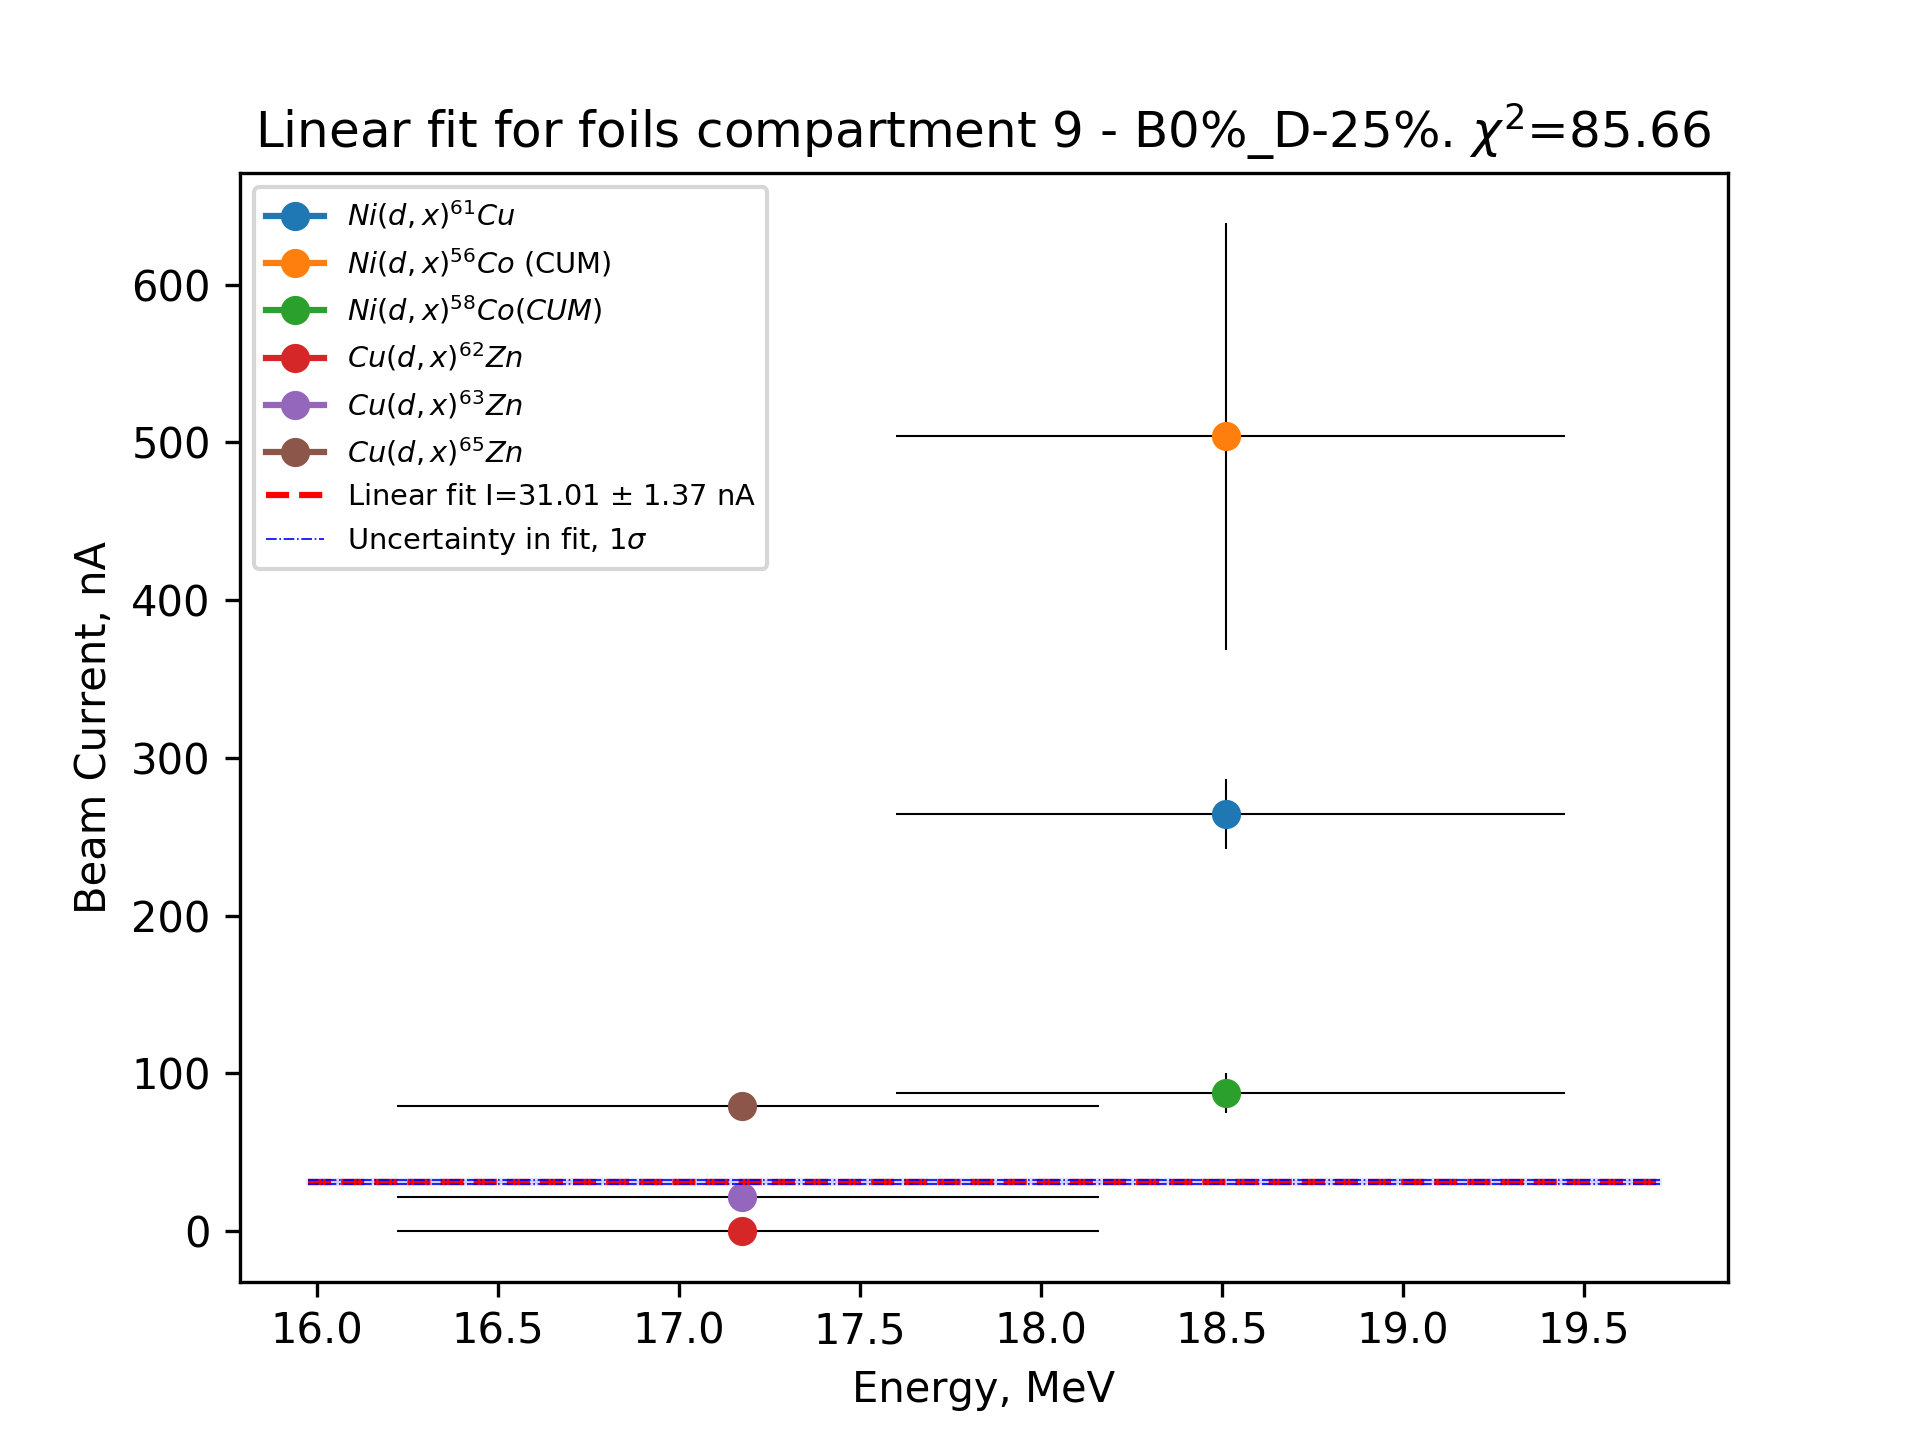 Linear fit for foils compartment 9 - B0%_D-25%. χ²=85.66
Ni(d, x)⁶¹Cu
Ni(d, x)⁵⁶Co (CUM)
Ni(d, x)⁵⁸Co(CUM)
Cu(d, x)⁶²Zn
Cu(d, x)⁶³Zn
Cu(d, x)⁶⁵Zn
Linear fit I=31.01 ± 1.37 nA
Uncertainty in fit, 1σ
Beam Current, nA
600
500
400
300
200
100
0
16.0 16.5 17.0 17.5 18.0 18.5 19.0 19.5
Energy, MeV